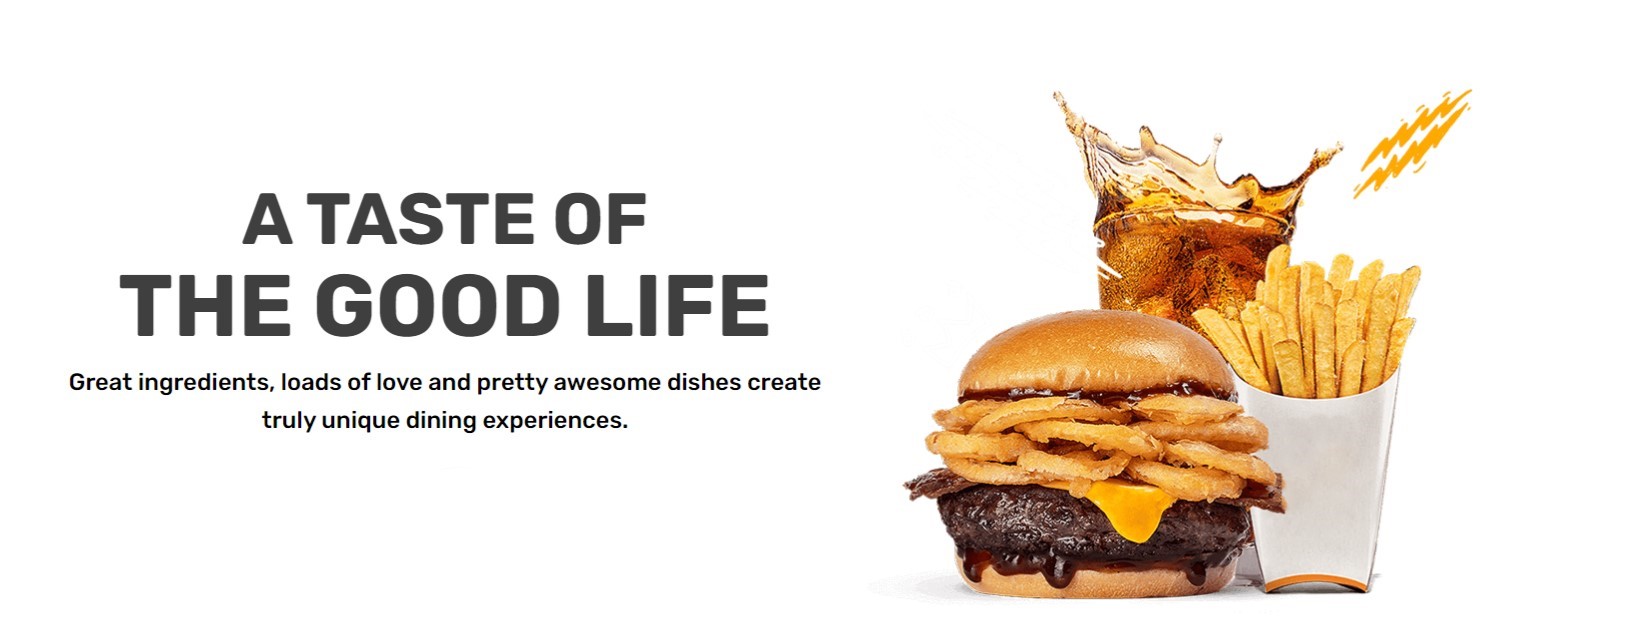 A TASTE OF
THE GOOD LIFE
Great ingredients, loads of love and pretty awesome dishes create
truly unique dining experiences.